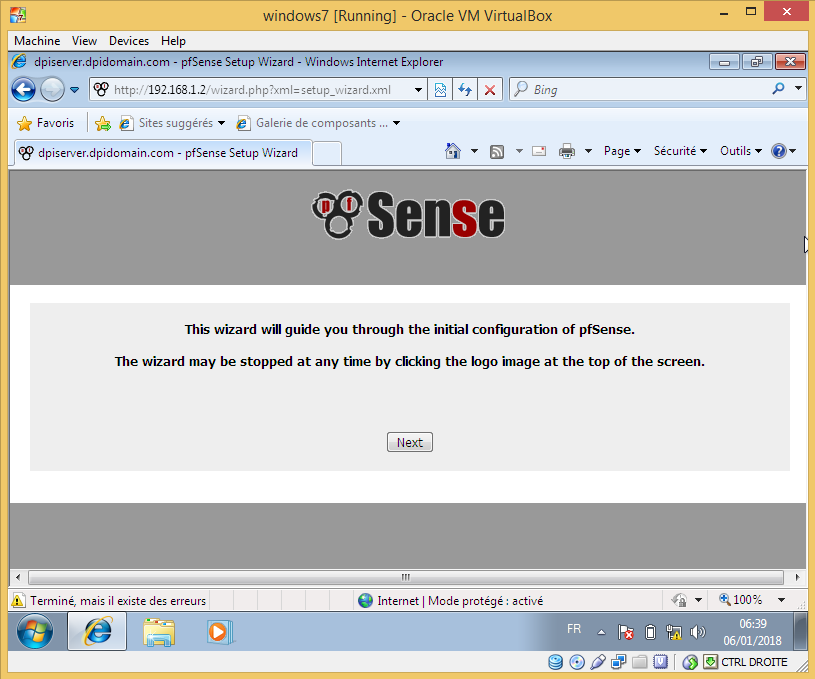 windows7 [Running] - Oracle VM VirtualBox
Machine View Devices Help
dpiserver.dpidomain.com - pfSense Setup Wizard - Windows Internet Explorer
http://192.168.1.2/wizard.php?xml=setup_wizard.xml
Bing
Favoris Sites suggérés Galerie de composants ...
dpiserver.dpidomain.com - pfSense Setup Wizard
Page Sécurité Outils
pf Sense
This wizard will guide you through the initial configuration of pfSense.
The wizard may be stopped at any time by clicking the logo image at the top of the screen.
Next
Terminé, mais il existe des erreurs Internet | Mode protégé : activé 100%
FR 06:39
06/01/2018
CTRL DROITE